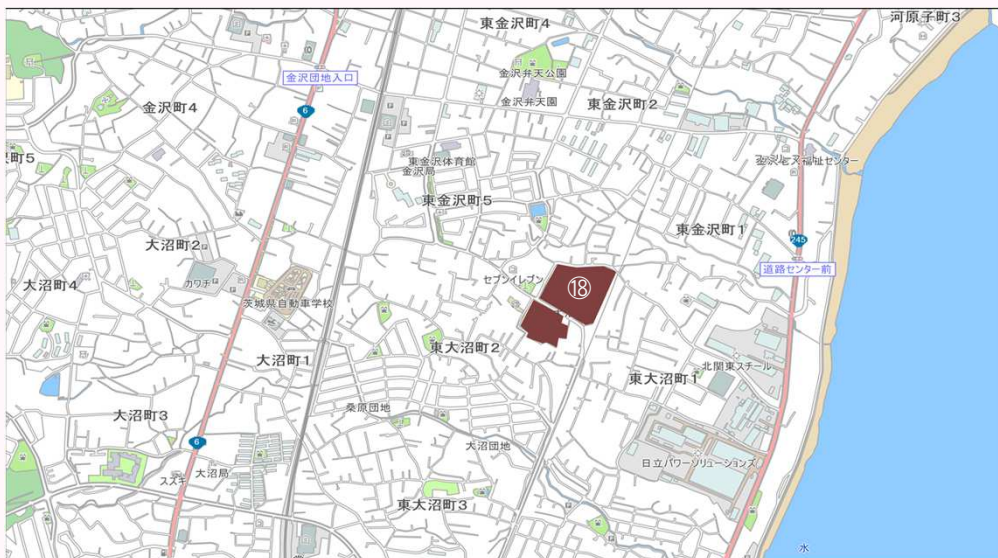 河原子町3
東金沢町4
金沢団地入口
金沢弁天公園
金沢弁天園
6
東金沢町2
金沢町4
町5
東金沢体育館
金沢局
東金沢町5
東金沢町1
245
道路センター前
大沼町2
大沼町4
カワチ
茨城県自動車学校
セブンイレブン
⑱
大沼町1
東大沼町2
北関東スチール
東大沼町1
桑原団地
大沼町3
6
大沼団地
大沼局
スズキ
日立パワーソリューションズ
東大沼町3
水